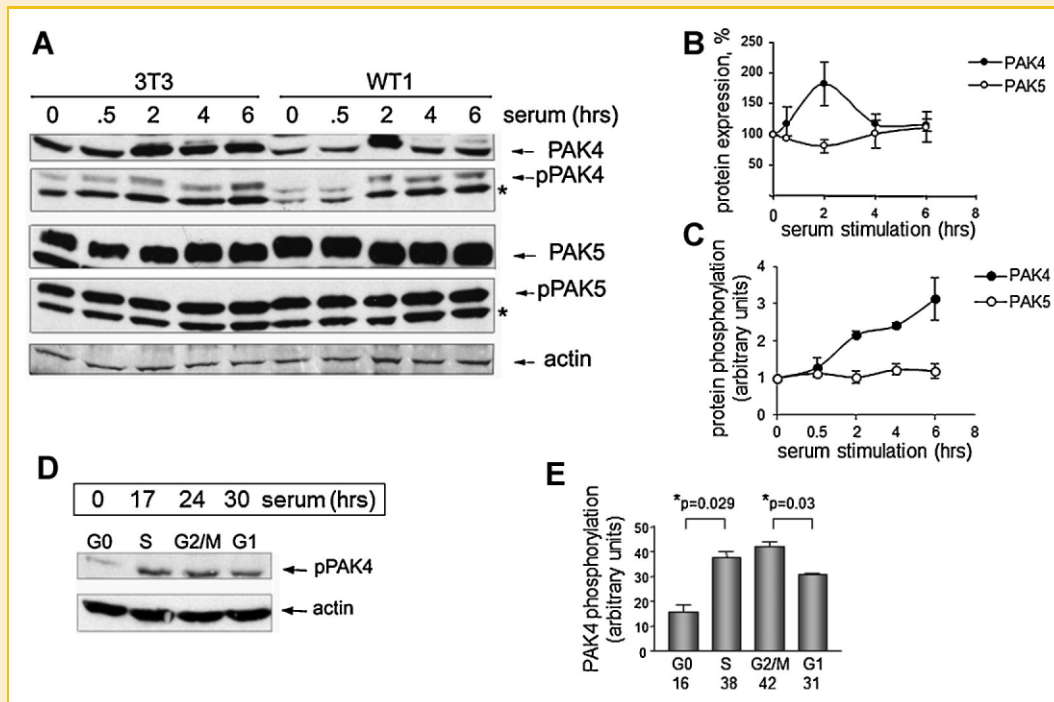 A
3T3 WT1
0 .5 2 4 6 0 .5 2 4 6 serum (hrs)
PAK4
pPAK4
*
PAK5
pPAK5
*
actin
B
protein expression, %
250
200
150
100
50
0 2 4 6 8
serum stimulation (hrs)
PAK4
PAK5
C
protein phosphorylation
(arbitrary units)
4
3
2
1
0
0 0.5 2 4 6 8
serum stimulation (hrs)
PAK4
PAK5
D
0 17 24 30 serum (hrs)
G0 S G2/M G1
pPAK4
actin
E
PAK4 phosphorylation
(arbitrary units)
*p=0.029 *p=0.03
50
40
30
20
10
0
G0 S G2/M G1
16 38 42 31